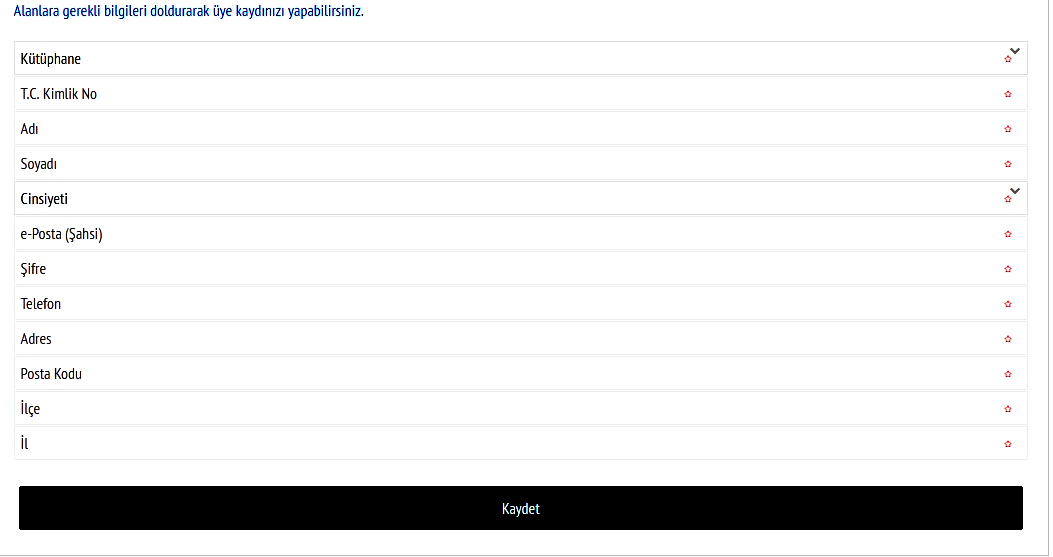 Alanlara gerekli bilgileri doldurarak üye kaydınızı yapabilirsiniz.
Kütüphane
T.C. Kimlik No
Adı
Soyadı
Cinsiyeti
e-Posta (Şahsi)
Şifre
Telefon
Adres
Posta Kodu
İlçe
İl
Kaydet